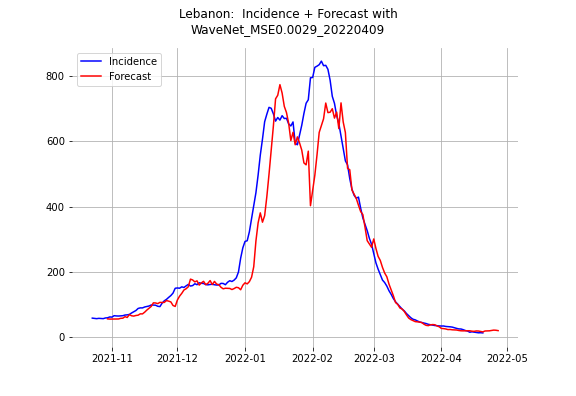 Lebanon:  Incidence + Forecast with
WaveNet_MSE0.0029_20220409
Incidence
Forecast
800
600
400
200
0
2021-11 2021-12 2022-01 2022-02 2022-03 2022-04 2022-05